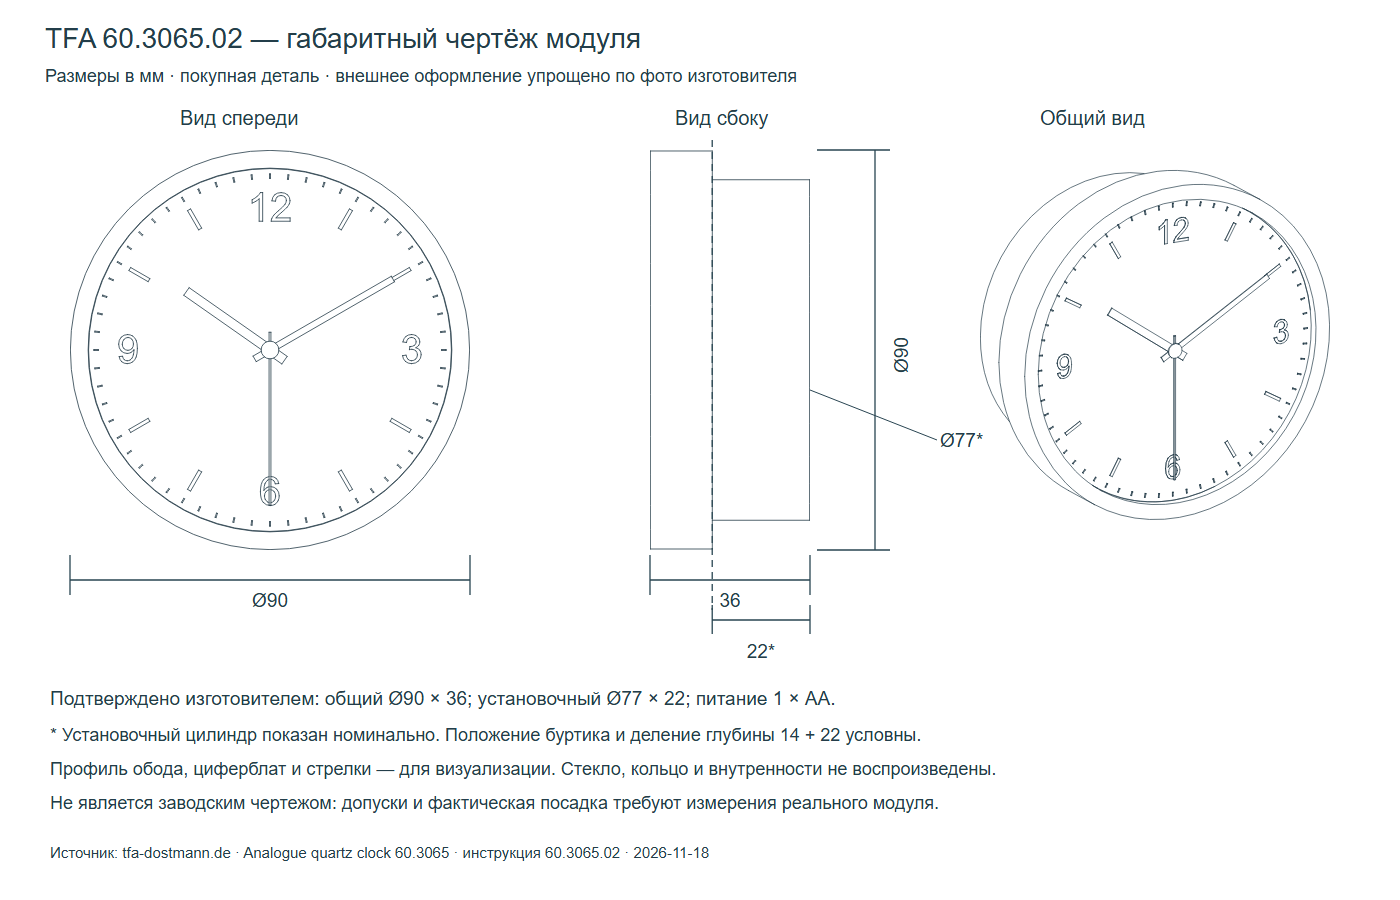 TFA 60.3065.02 — габаритный чертёж модуля
Размеры в мм · покупная деталь · внешнее оформление упрощено по фото изготовителя
Вид спереди
Вид сбоку
Общий вид
12
9
3
6
Ø90
Ø90
Ø77*
36
22*
12
9
3
6
Подтверждено изготовителем: общий Ø90 × 36; установочный Ø77 × 22; питание 1 × AA.
* Установочный цилиндр показан номинально. Положение буртика и деление глубины 14 + 22 условны.
Профиль обода, циферблат и стрелки — для визуализации. Стекло, кольцо и внутренности не воспроизведены.
Не является заводским чертежом: допуски и фактическая посадка требуют измерения реального модуля.
Источник: tfa-dostmann.de · Analogue quartz clock 60.3065 · инструкция 60.3065.02 · 2026-11-18